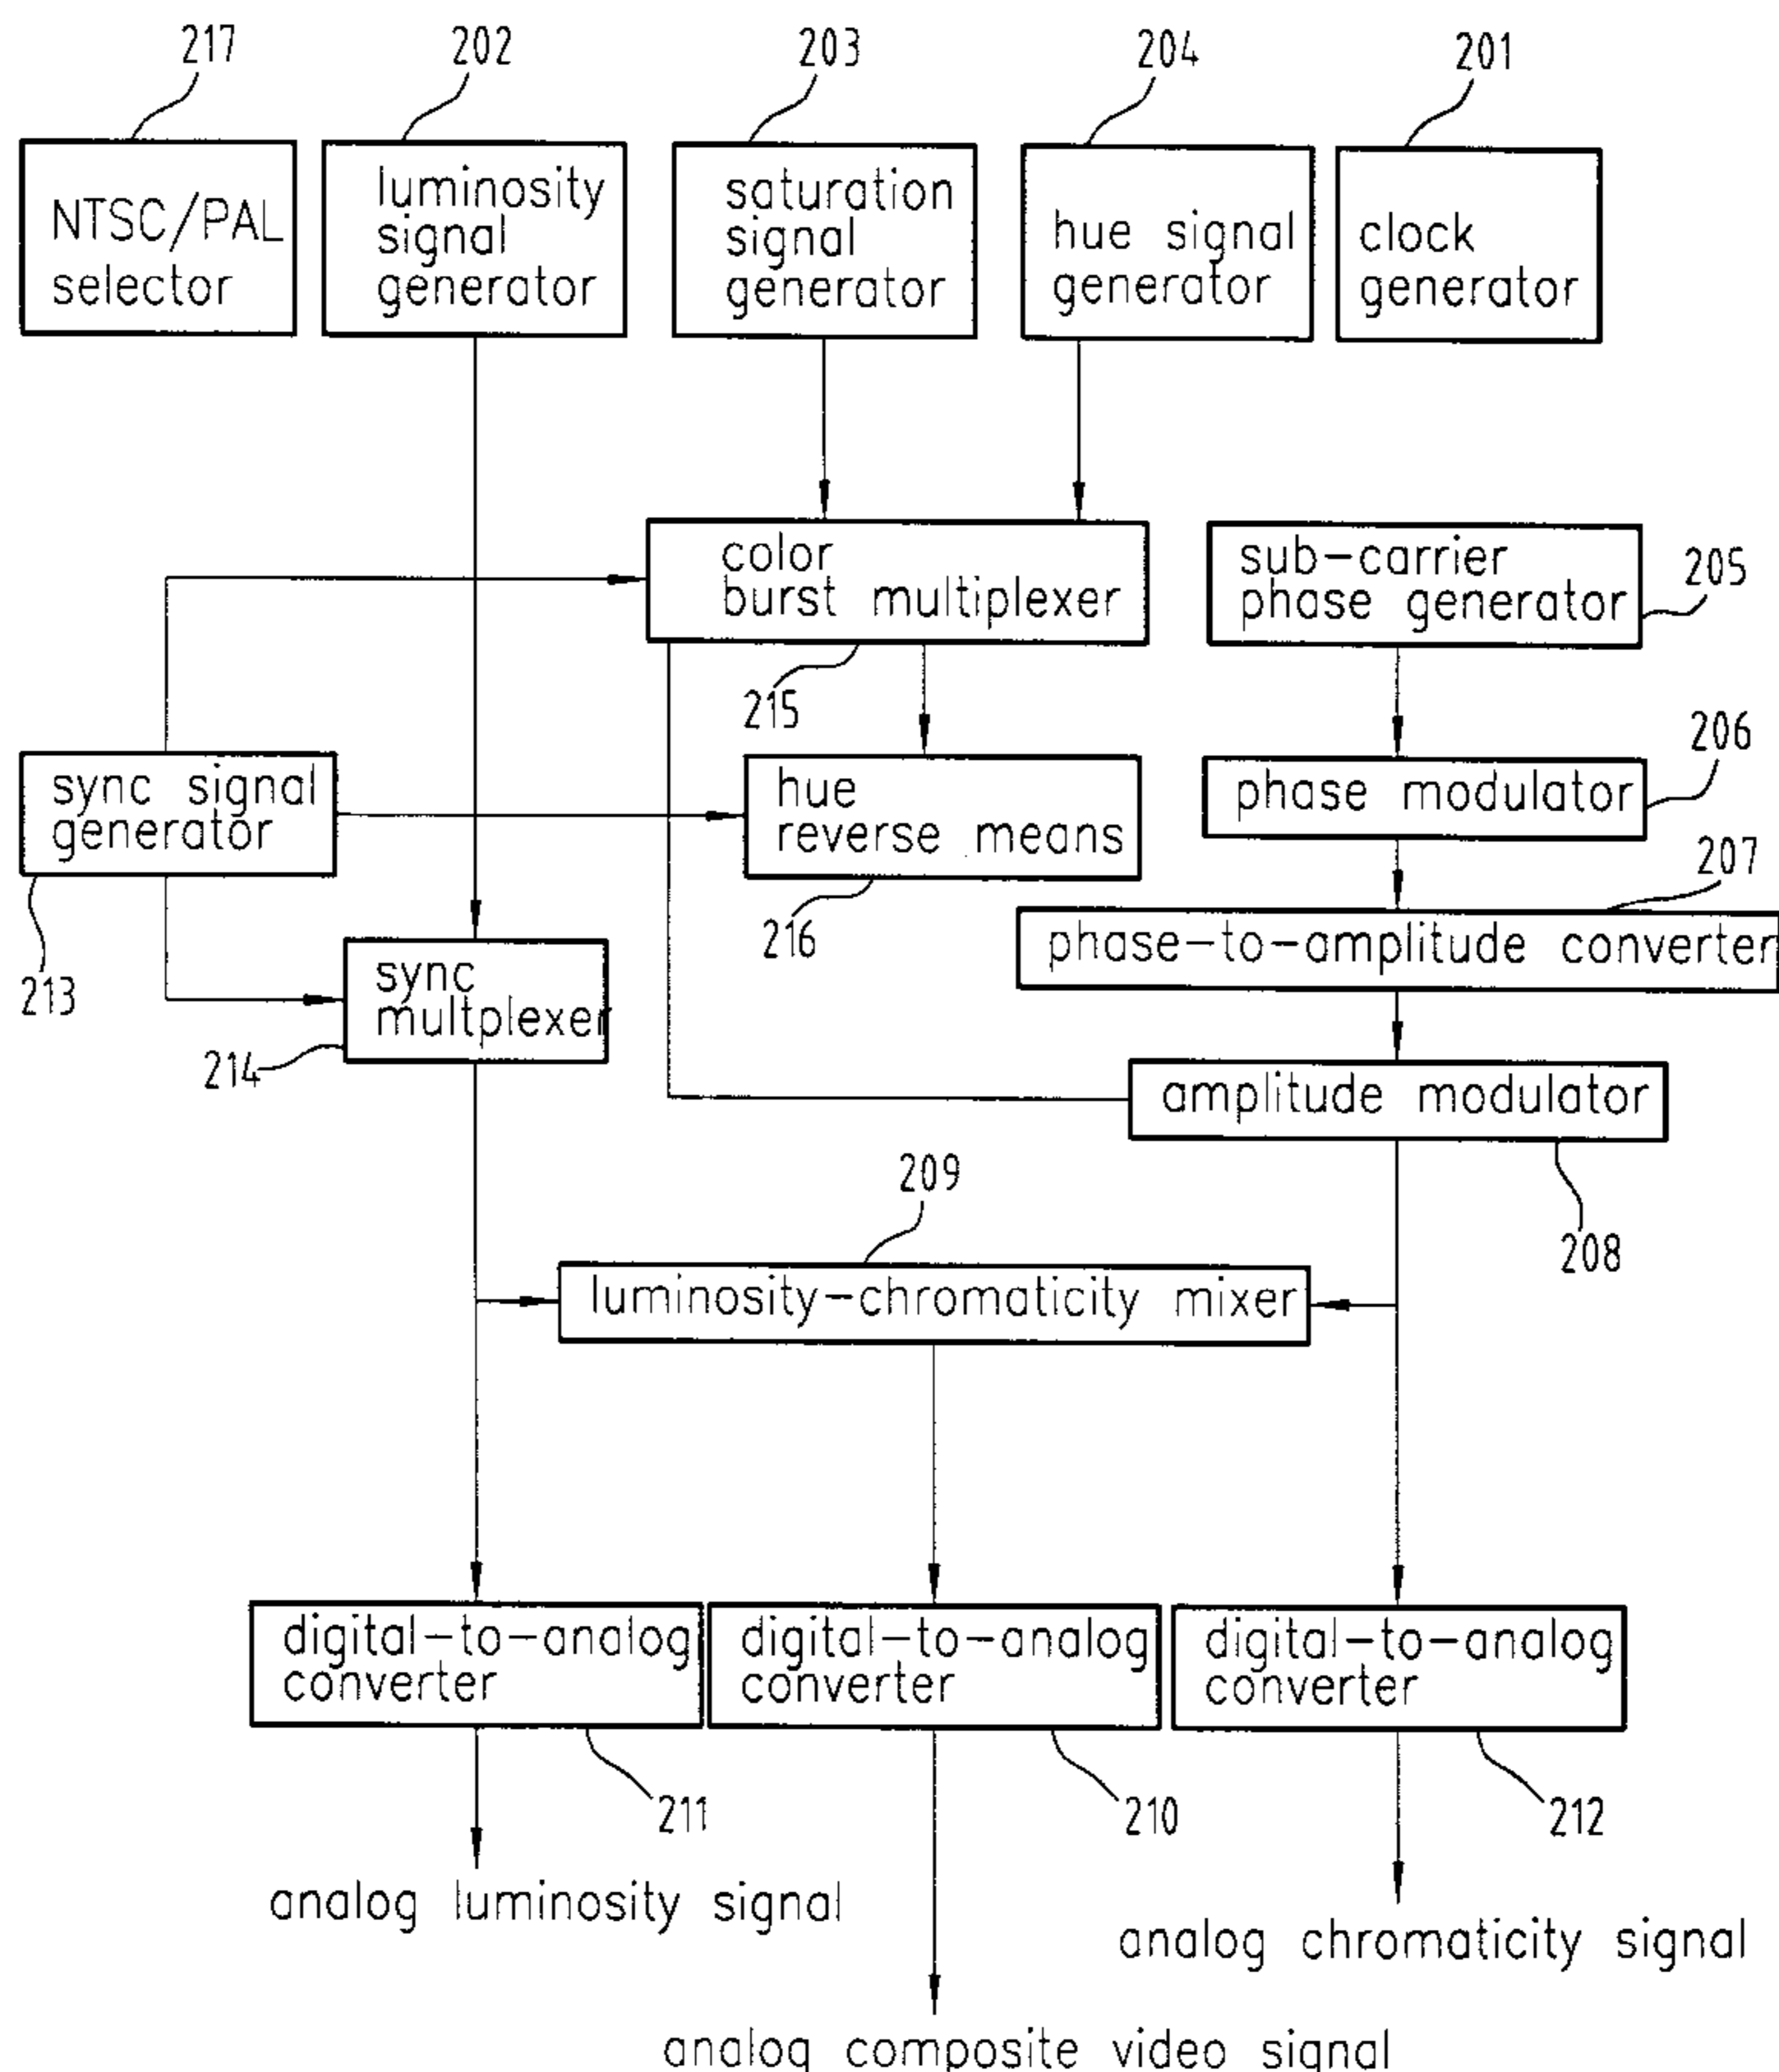 217
202
203
204
201
NTSC/PAL
selector
luminosity
signal
generator
saturation
signal
generator
hue signal
generator
clock
generator
color
burst multiplexer
215
sub-carrier
phase generator
205
sync signal
generator
213
hue
reverse means
216
phase modulator
206
207
phase-to-amplitude converter
sync
multplexer
214
amplitude modulator
208
209
luminosity-chromaticity mixer
digital-to-analog
converter
211
digital-to-analog
converter
210
digital-to-analog
converter
212
analog luminosity signal
analog chromaticity signal
analog composite video signal